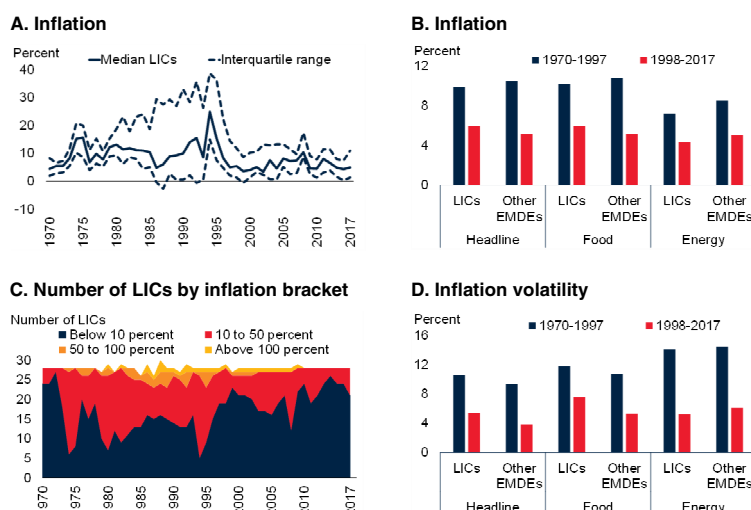 A. Inflation
Percent
Median LICs
Interquartile range
40
30
20
10
0
-10
1970
1975
1980
1985
1990
1995
2000
2005
2010
2017
B. Inflation
Percent
1970-1997
1998-2017
12
8
4
0
LICs
Other EMDEs
LICs
Other EMDEs
LICs
Other EMDEs
Headline
Food
Energy
C. Number of LICs by inflation bracket
Number of LICs
Below 10 percent
10 to 50 percent
50 to 100 percent
Above 100 percent
30
25
20
15
10
5
0
970
975
980
985
990
995
2000
2005
2010
2017
D. Inflation volatility
Percent
1970-1997
1998-2017
16
12
8
4
0
LICs
Other EMDEs
LICs
Other EMDEs
LICs
Other EMDEs
Headline
Food
Energy